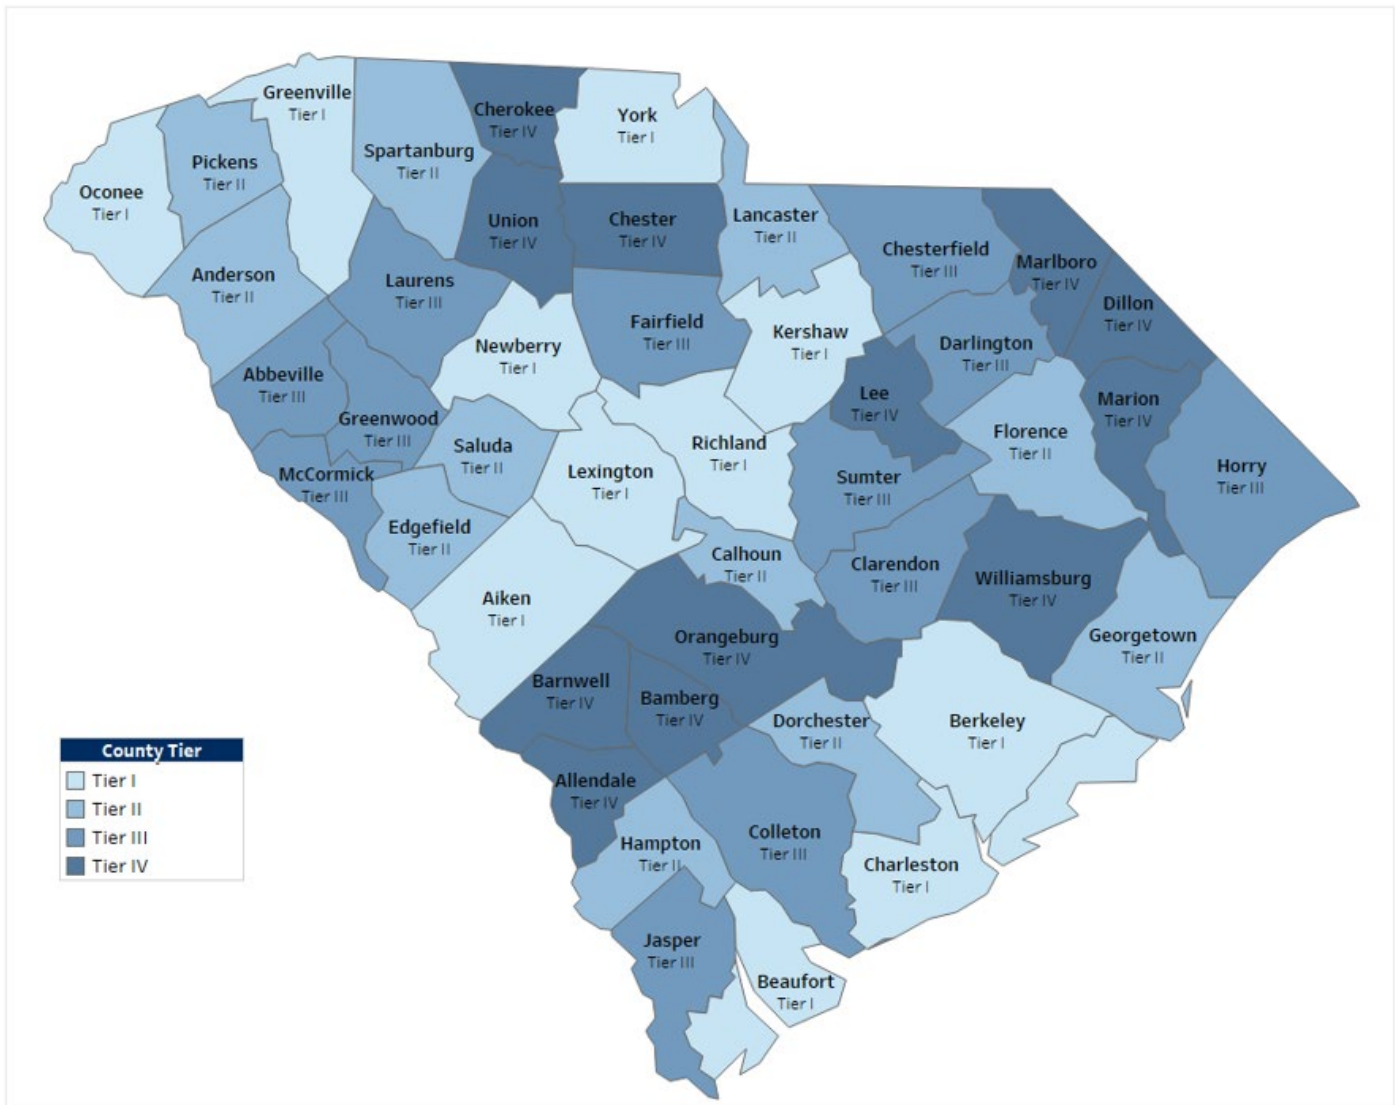 Greenville
Tier I
Cherokee
Tier IV
York
Tier I
Spartanburg
Tier II
Pickens
Tier II
Oconee
Tier I
Union
Tier IV
Chester
Tier IV
Lancaster
Tier II
Chesterfield
Tier III
Marlboro
Tier IV
Anderson
Tier II
Laurens
Tier III
Dillon
Tier IV
Fairfield
Tier III
Kershaw
Tier I
Newberry
Tier I
Darlington
Tier III
Abbeville
Tier III
Lee
Tier IV
Marion
Tier IV
Greenwood
Tier III
Saluda
Tier II
Richland
Tier I
Florence
Tier II
Horry
Tier III
McCormick
Tier III
Lexington
Tier I
Sumter
Tier III
Edgefield
Tier II
Calhoun
Tier II
Clarendon
Tier III
Williamsburg
Tier IV
Aiken
Tier I
Orangeburg
Tier IV
Georgetown
Tier II
Barnwell
Tier IV
Bamberg
Tier IV
Dorchester
Tier II
Berkeley
Tier I
Allendale
Tier IV
Hampton
Tier II
Colleton
Tier III
Charleston
Tier I
Jasper
Tier III
Beaufort
Tier I
County Tier
Tier I
Tier II
Tier III
Tier IV